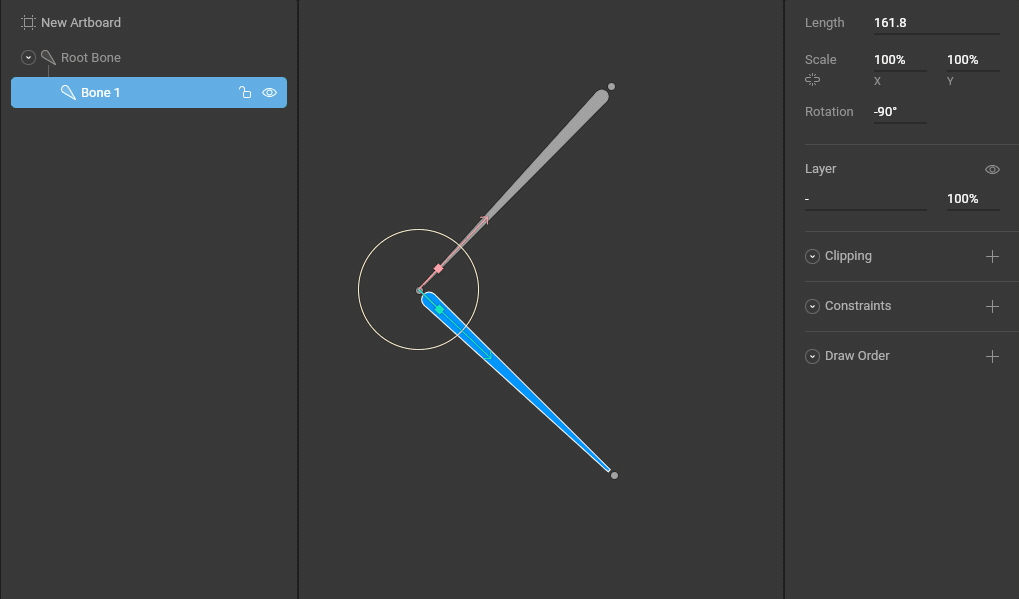 New Artboard
Root Bone
Bone 1
Length 161.8
Scale 100% 100%
X Y
Rotation -90°
Layer
- 100%
Clipping
Constraints
Draw Order